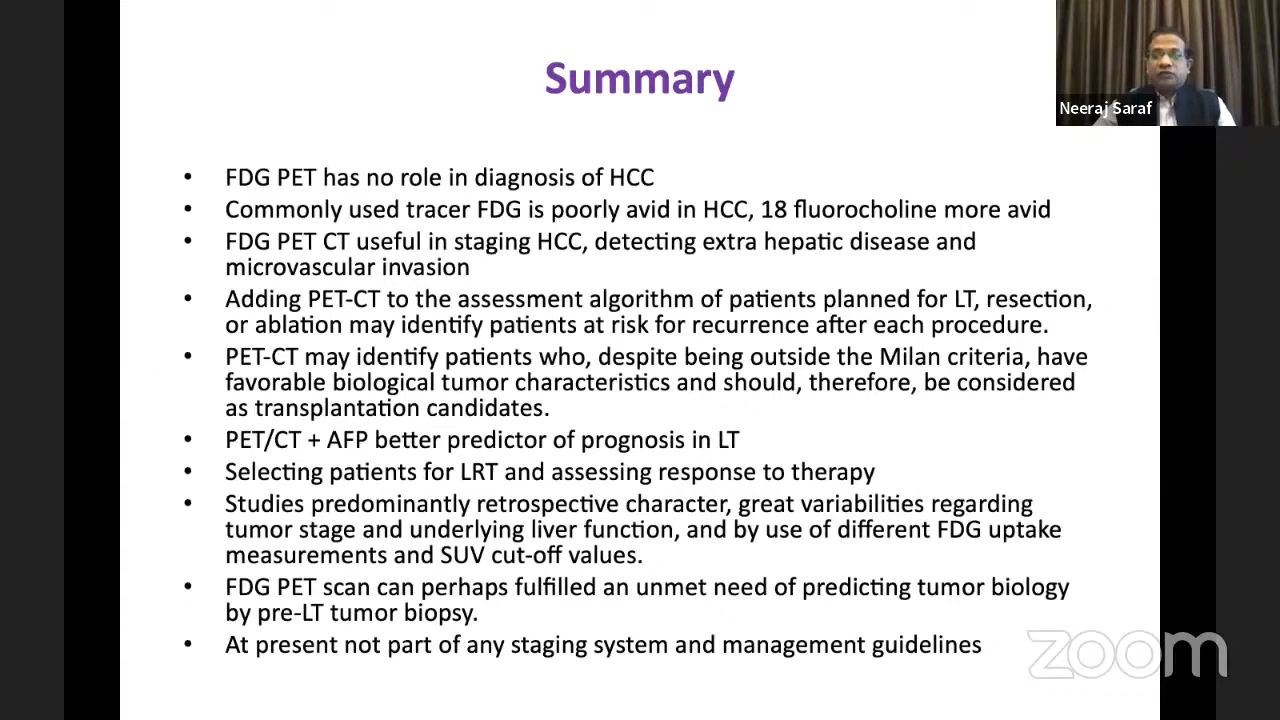 Summary
Neeraj Saraf
• FDG PET has no role in diagnosis of HCC
• Commonly used tracer FDG is poorly avid in HCC, 18 fluorocholine more avid
• FDG PET CT useful in staging HCC, detecting extra hepatic disease and
microvascular invasion
• Adding PET-CT to the assessment algorithm of patients planned for LT, resection,
or ablation may identify patients at risk for recurrence after each procedure.
• PET-CT may identify patients who, despite being outside the Milan criteria, have
favorable biological tumor characteristics and should, therefore, be considered
as transplantation candidates.
• PET/CT + AFP better predictor of prognosis in LT
• Selecting patients for LRT and assessing response to therapy
• Studies predominantly retrospective character, great variabilities regarding
tumor stage and underlying liver function, and by use of different FDG uptake
measurements and SUV cut-off values.
• FDG PET scan can perhaps fulfilled an unmet need of predicting tumor biology
by pre-LT tumor biopsy.
• At present not part of any staging system and management guidelines
zoom